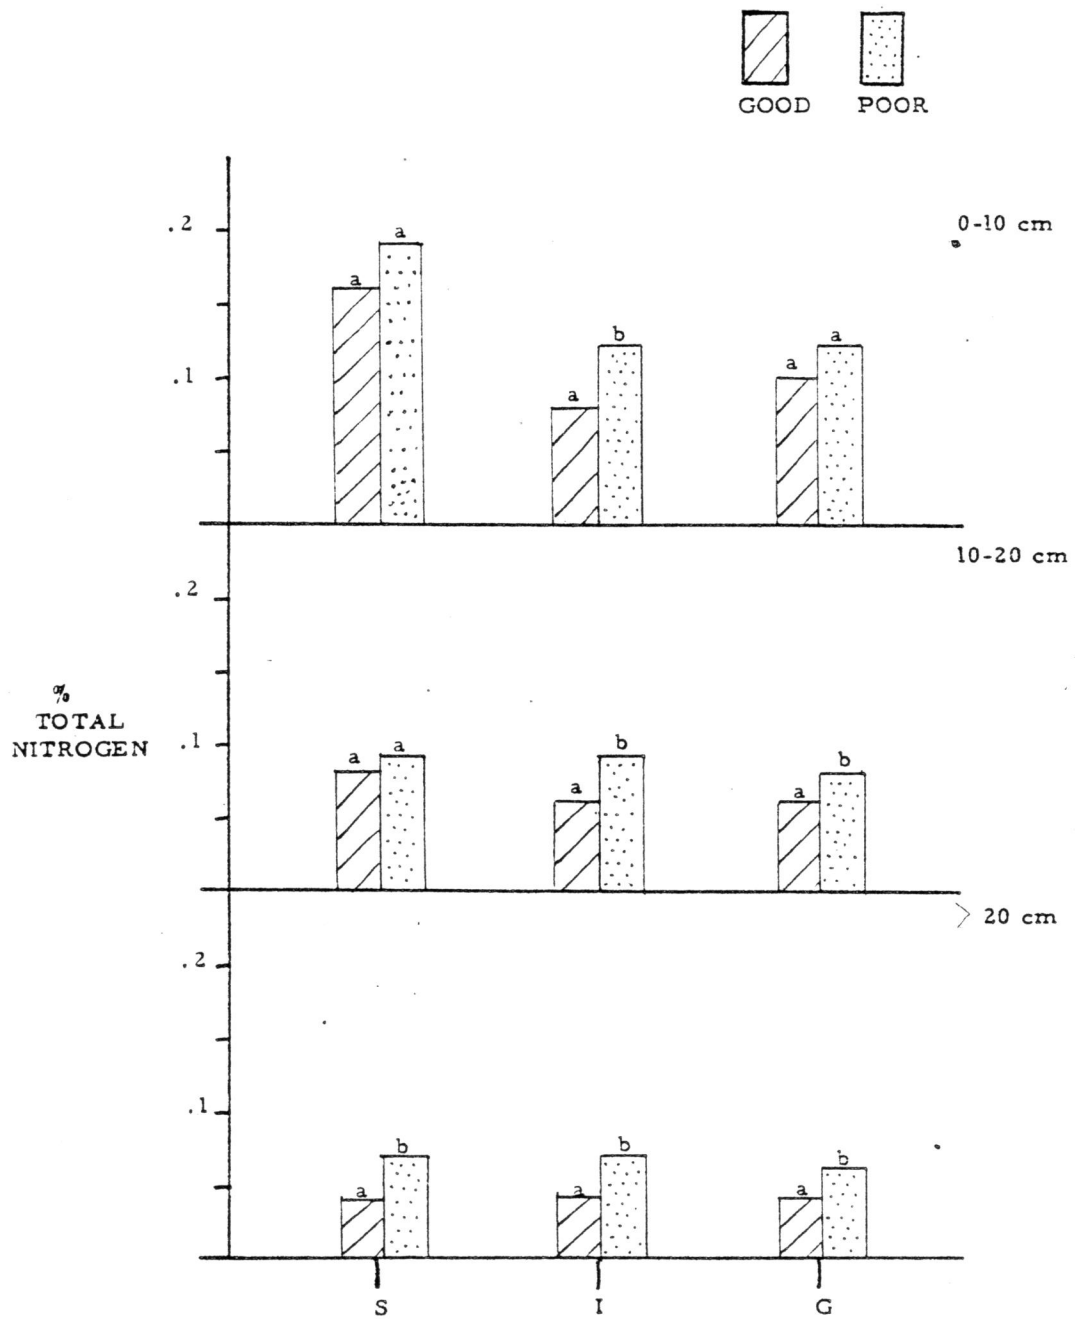 GOOD POOR
0-10 cm
.2
a a
a b a a
.1
10-20 cm
.2
%
TOTAL
NITROGEN
.1
a a a b a b
> 20 cm
.2
.1
a b a b a b
S I G